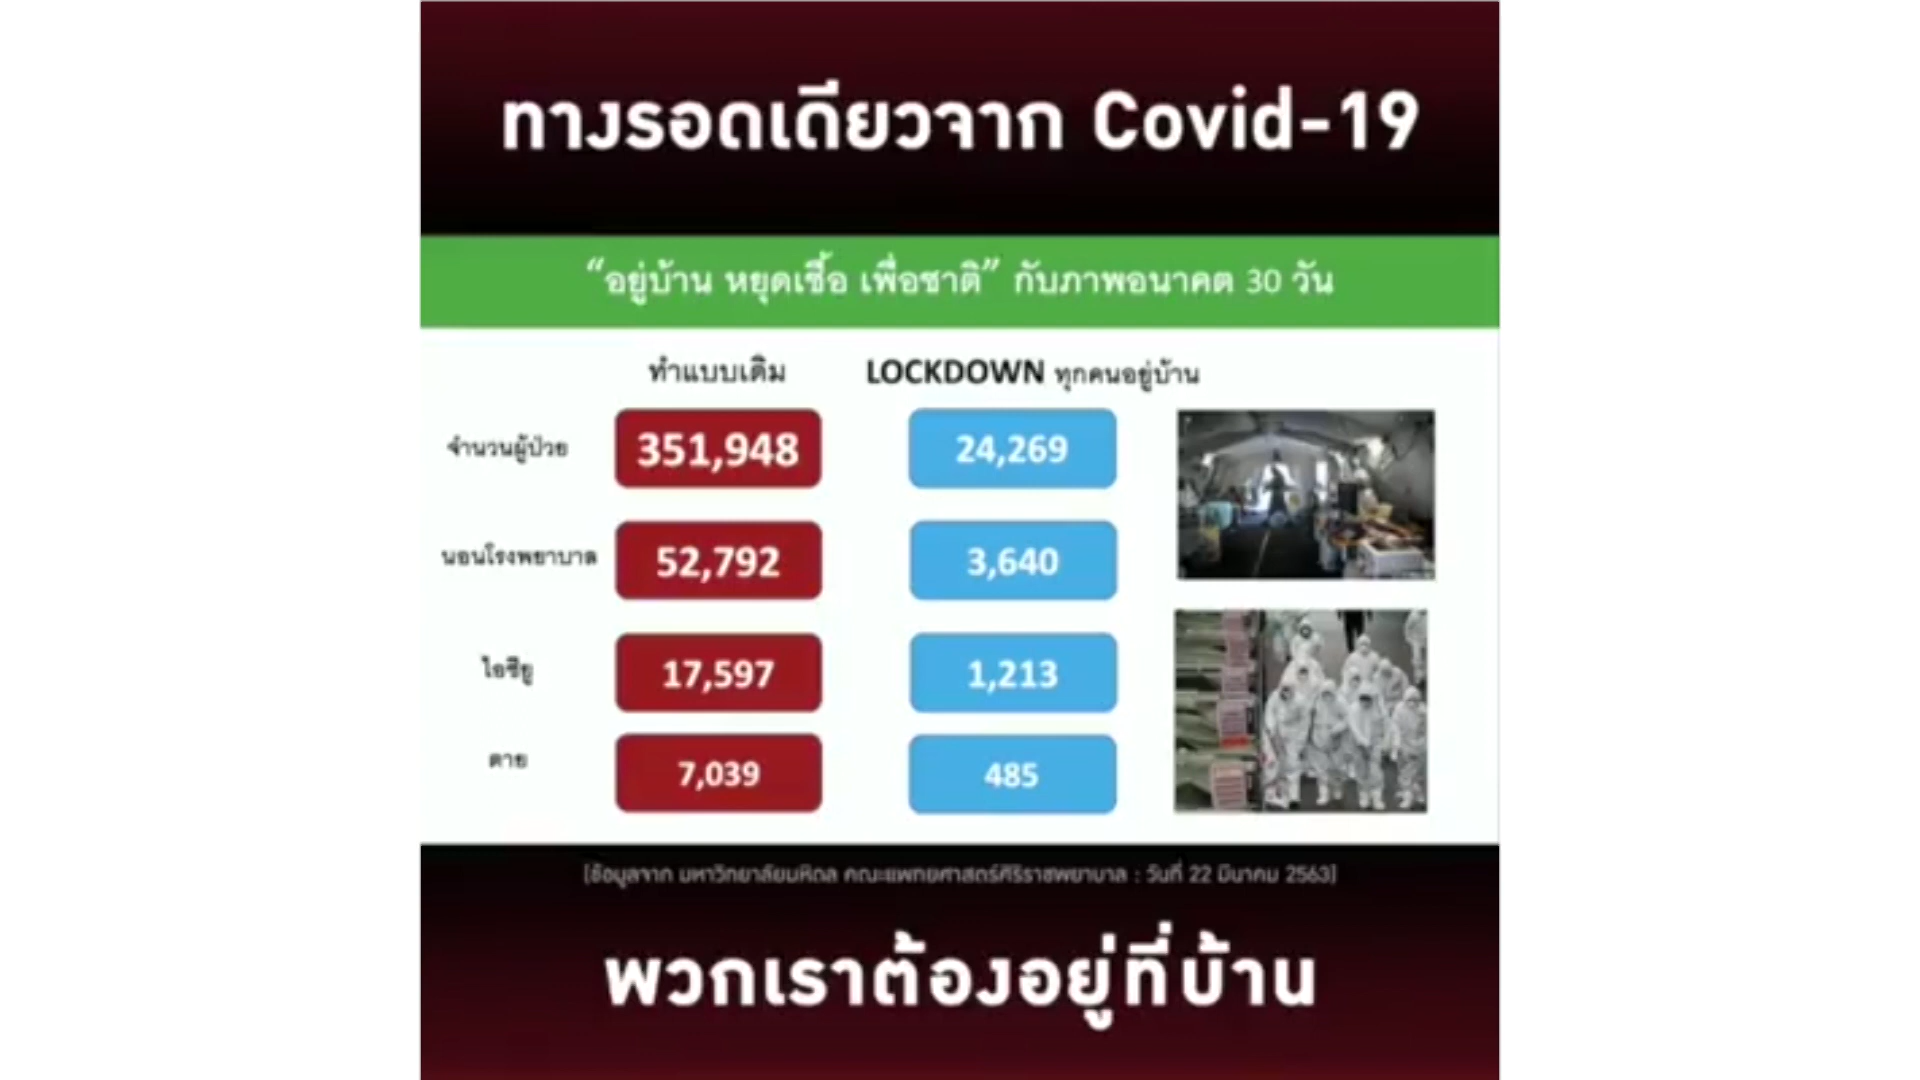 ทางรอดเดียวจาก Covid-19
“อยู่บ้าน หยุดเชื้อ เพื่อชาติ” กับภาพอนาคต 30 วัน
ทำแบบเดิม LOCKDOWN ทุกคนอยู่บ้าน
จำนวนผู้ป่วย 351,948 24,269
นอนโรงพยาบาล 52,792 3,640
ไอซียู 17,597 1,213
ตาย 7,039 485
(ข้อมูลจาก มหาวิทยาลัยมหิดล คณะแพทยศาสตร์ศิริราชพยาบาล : วันที่ 22 มีนาคม 2563)
พวกเราต้องอยู่ที่บ้าน